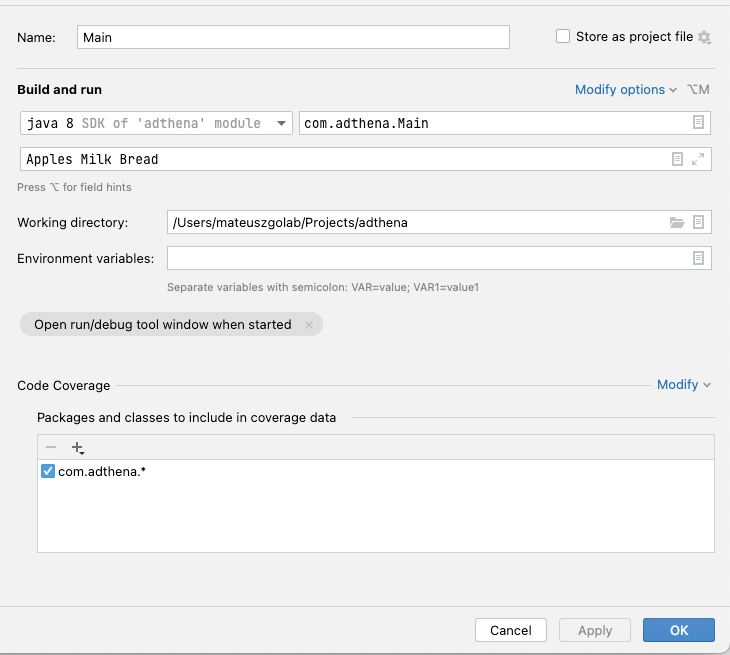 Name: Main Store as project file
Build and run Modify options ⌥M
java 8 SDK of 'adthena' module com.adthena.Main
Apples Milk Bread
Press ⌥ for field hints
Working directory: /Users/mateuszgolab/Projects/adthena
Environment variables:
Separate variables with semicolon: VAR=value; VAR1=value1
Open run/debug tool window when started ×
Code Coverage Modify
Packages and classes to include in coverage data
com.adthena.*
Cancel Apply OK